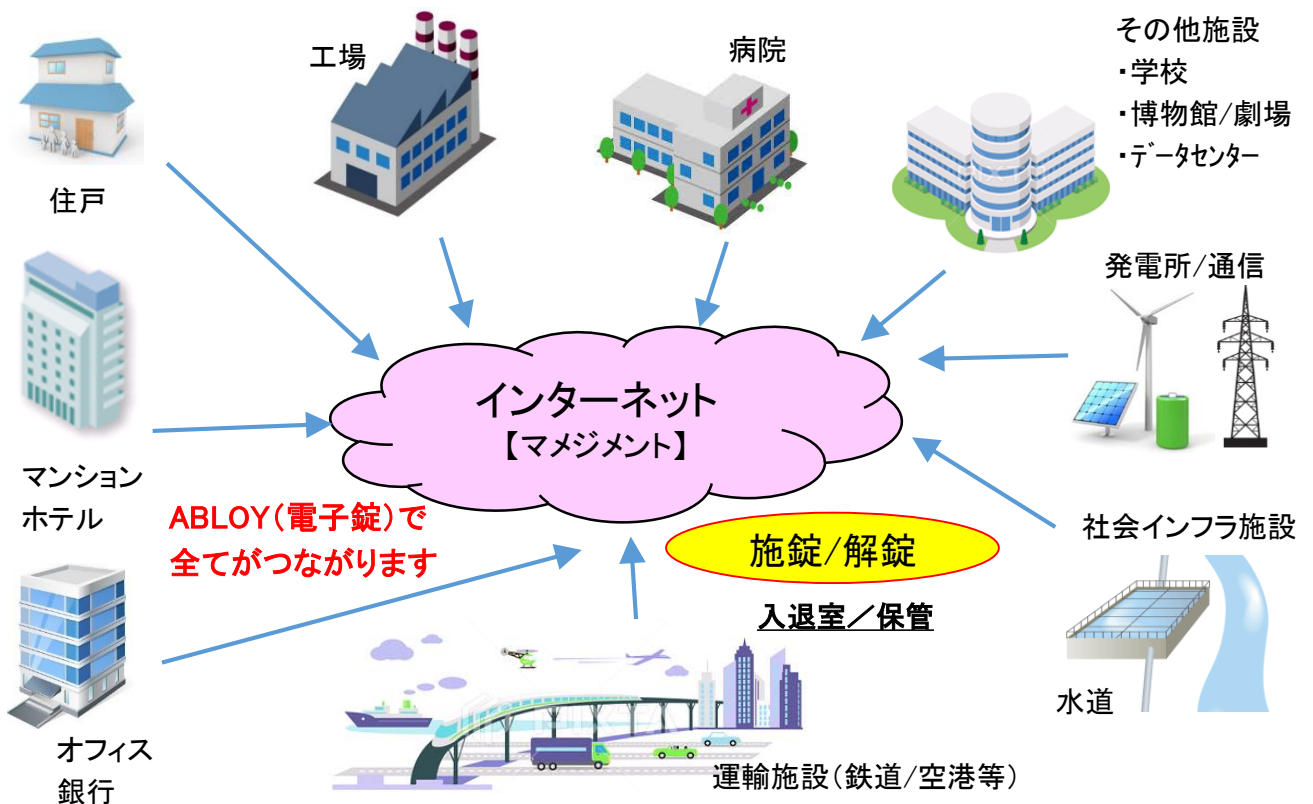 工場
病院
その他施設
・学校
・博物館/劇場
・データセンター
住戸
発電所/通信
インターネット
【マメジメント】
マンション
ホテル
ABLOY(電子錠)で
全てがつながります
施錠/解錠
社会インフラ施設
入退室／保管
水道
オフィス
銀行
運輸施設(鉄道/空港等)